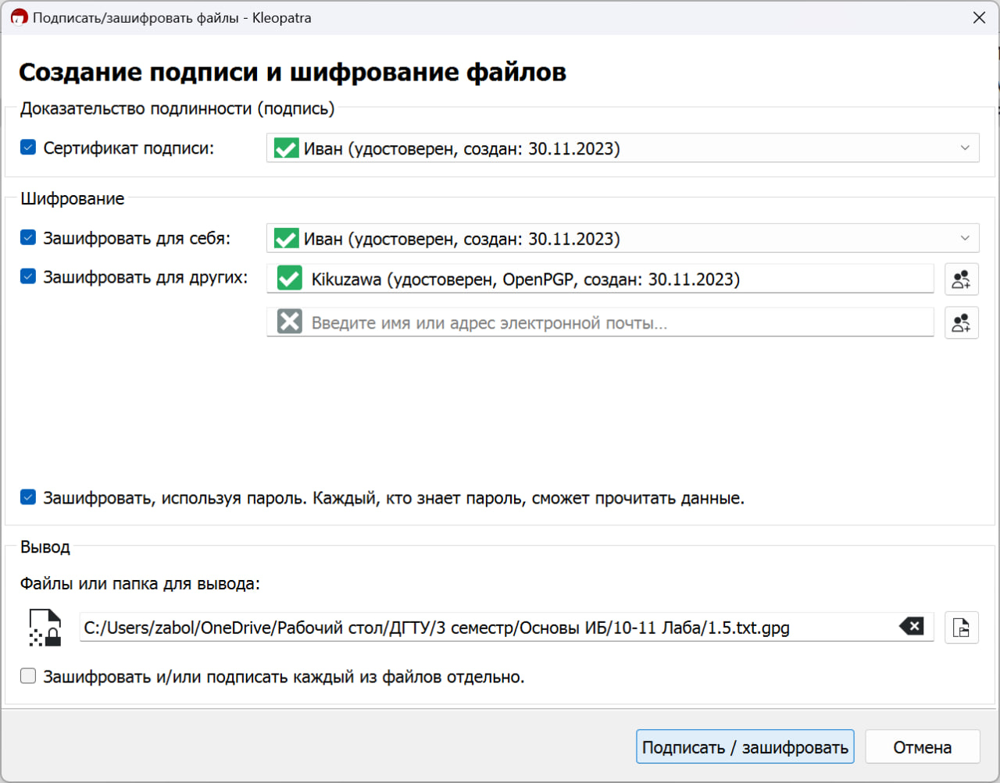 Подписать/зашифровать файлы - Kleopatra
Создание подписи и шифрование файлов
Доказательство подлинности (подпись)
Сертификат подписи:
Иван (удостоверен, создан: 30.11.2023)
Шифрование
Зашифровать для себя:
Иван (удостоверен, создан: 30.11.2023)
Зашифровать для других:
Kikuzawa (удостоверен, OpenPGP, создан: 30.11.2023)
Введите имя или адрес электронной почты...
Зашифровать, используя пароль. Каждый, кто знает пароль, сможет прочитать данные.
Вывод
Файлы или папка для вывода:
C:/Users/zabol/OneDrive/Рабочий стол/ДГТУ/3 семестр/Основы ИБ/10-11 Лаба/1.5.txt.gpg
Зашифровать и/или подписать каждый из файлов отдельно.
Подписать / зашифровать
Отмена